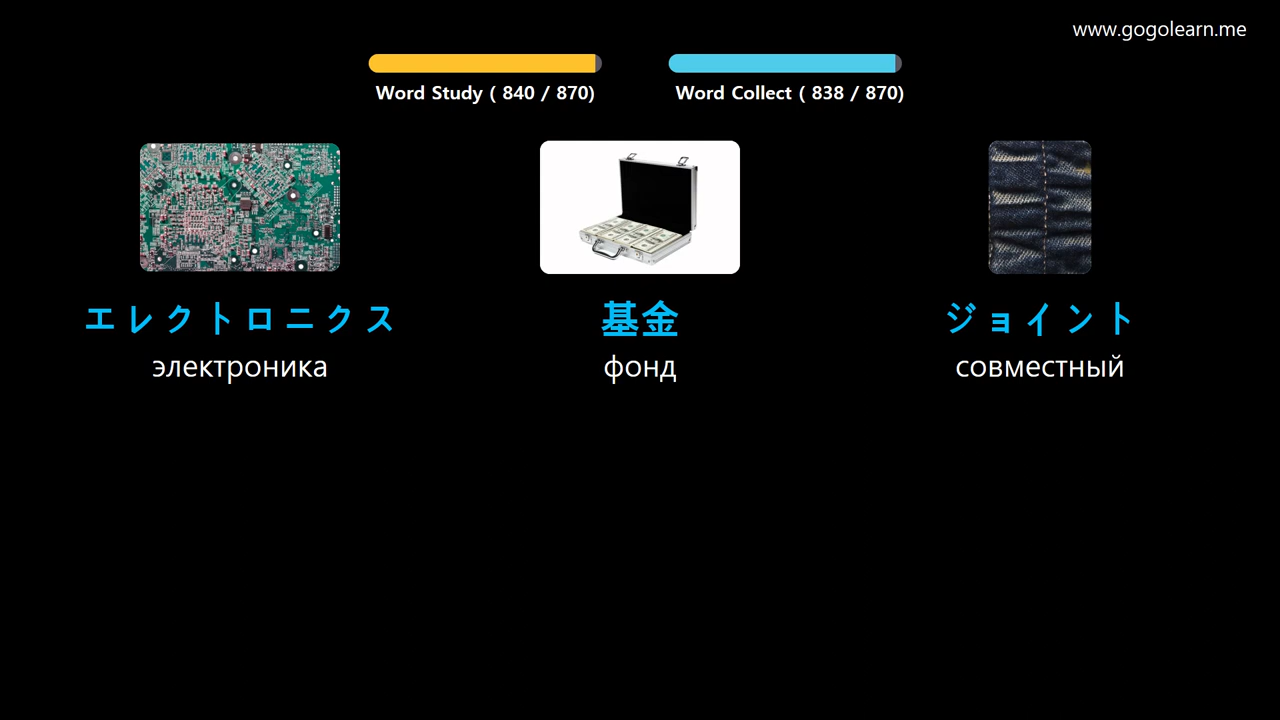 www.gogolearn.me
Word Study ( 840 / 870)
Word Collect ( 838 / 870)
エレクトロニクス
基金
ジョイント
электроника
фонд
совместный